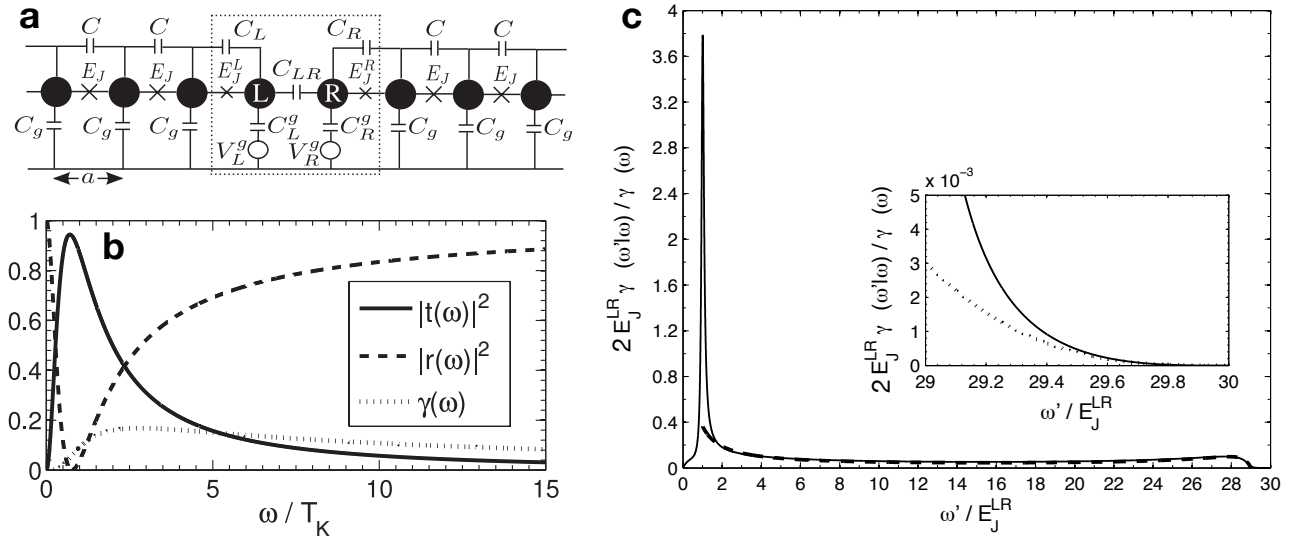 a
C C C_L C_R C C
E_J E_J E_J^L C_LR E_J^R E_J E_J
L R
C_g C_g C_g C_L^g C_R^g C_g C_g C_g
V_L^g V_R^g
a
b
1
0.8
0.6
0.4
0.2
0
|t(ω)|²
|r(ω)|²
γ(ω)
0 5 10 15
ω / T_K
c
2 E_J^LR γ (ω'|ω) / γ (ω)
4
3.6
3.2
2.8
2.4
2
1.6
1.2
0.8
0.4
0
0 2 4 6 8 10 12 14 16 18 20 22 24 26 28 30
ω' / E_J^LR
x 10⁻³
2 E_J^LR γ (ω'|ω) / γ (ω)
5
4
3
2
1
0
29 29.2 29.4 29.6 29.8 30
ω' / E_J^LR